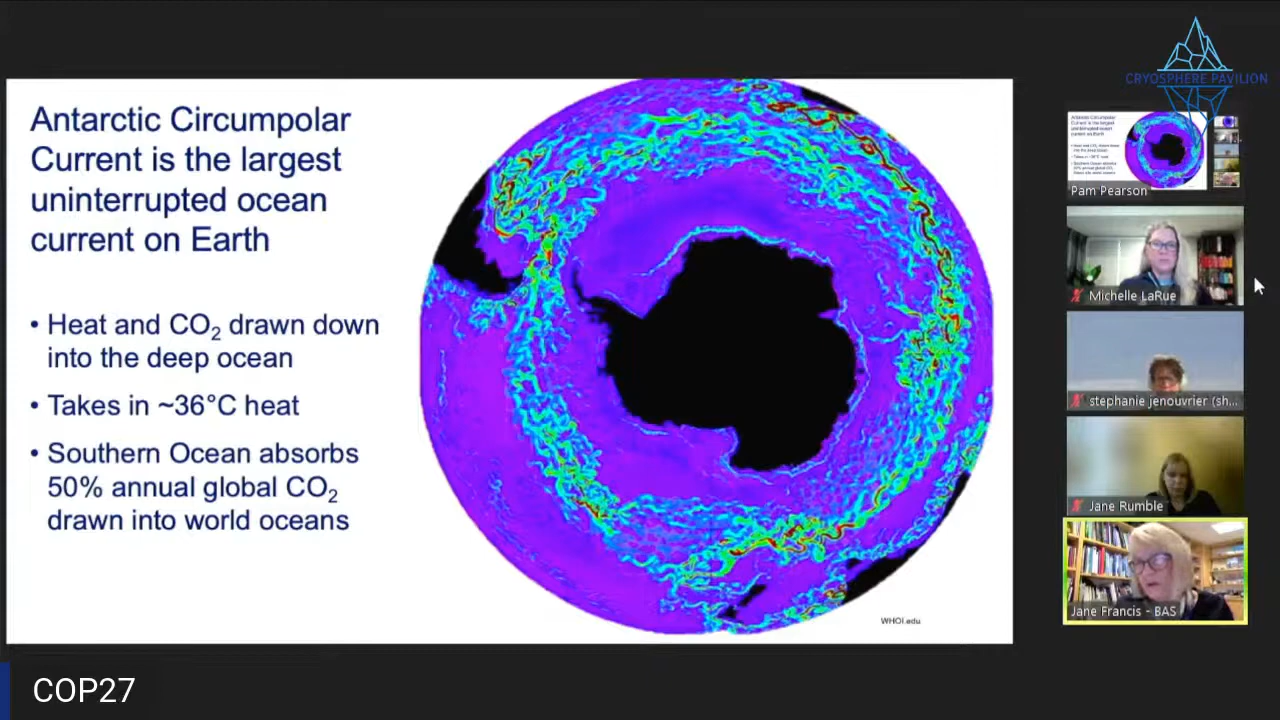 CRYOSPHERE PAVILION
Antarctic Circumpolar
Current is the largest
uninterrupted ocean
current on Earth
• Heat and CO₂ drawn down
into the deep ocean
• Takes in ~36°C heat
• Southern Ocean absorbs
50% annual global CO₂
drawn into world oceans
WHOI.edu
Pam Pearson
Michelle LaRue
stephanie jenouvrier (sh...
Jane Rumble
Jane Francis - BAS
COP27